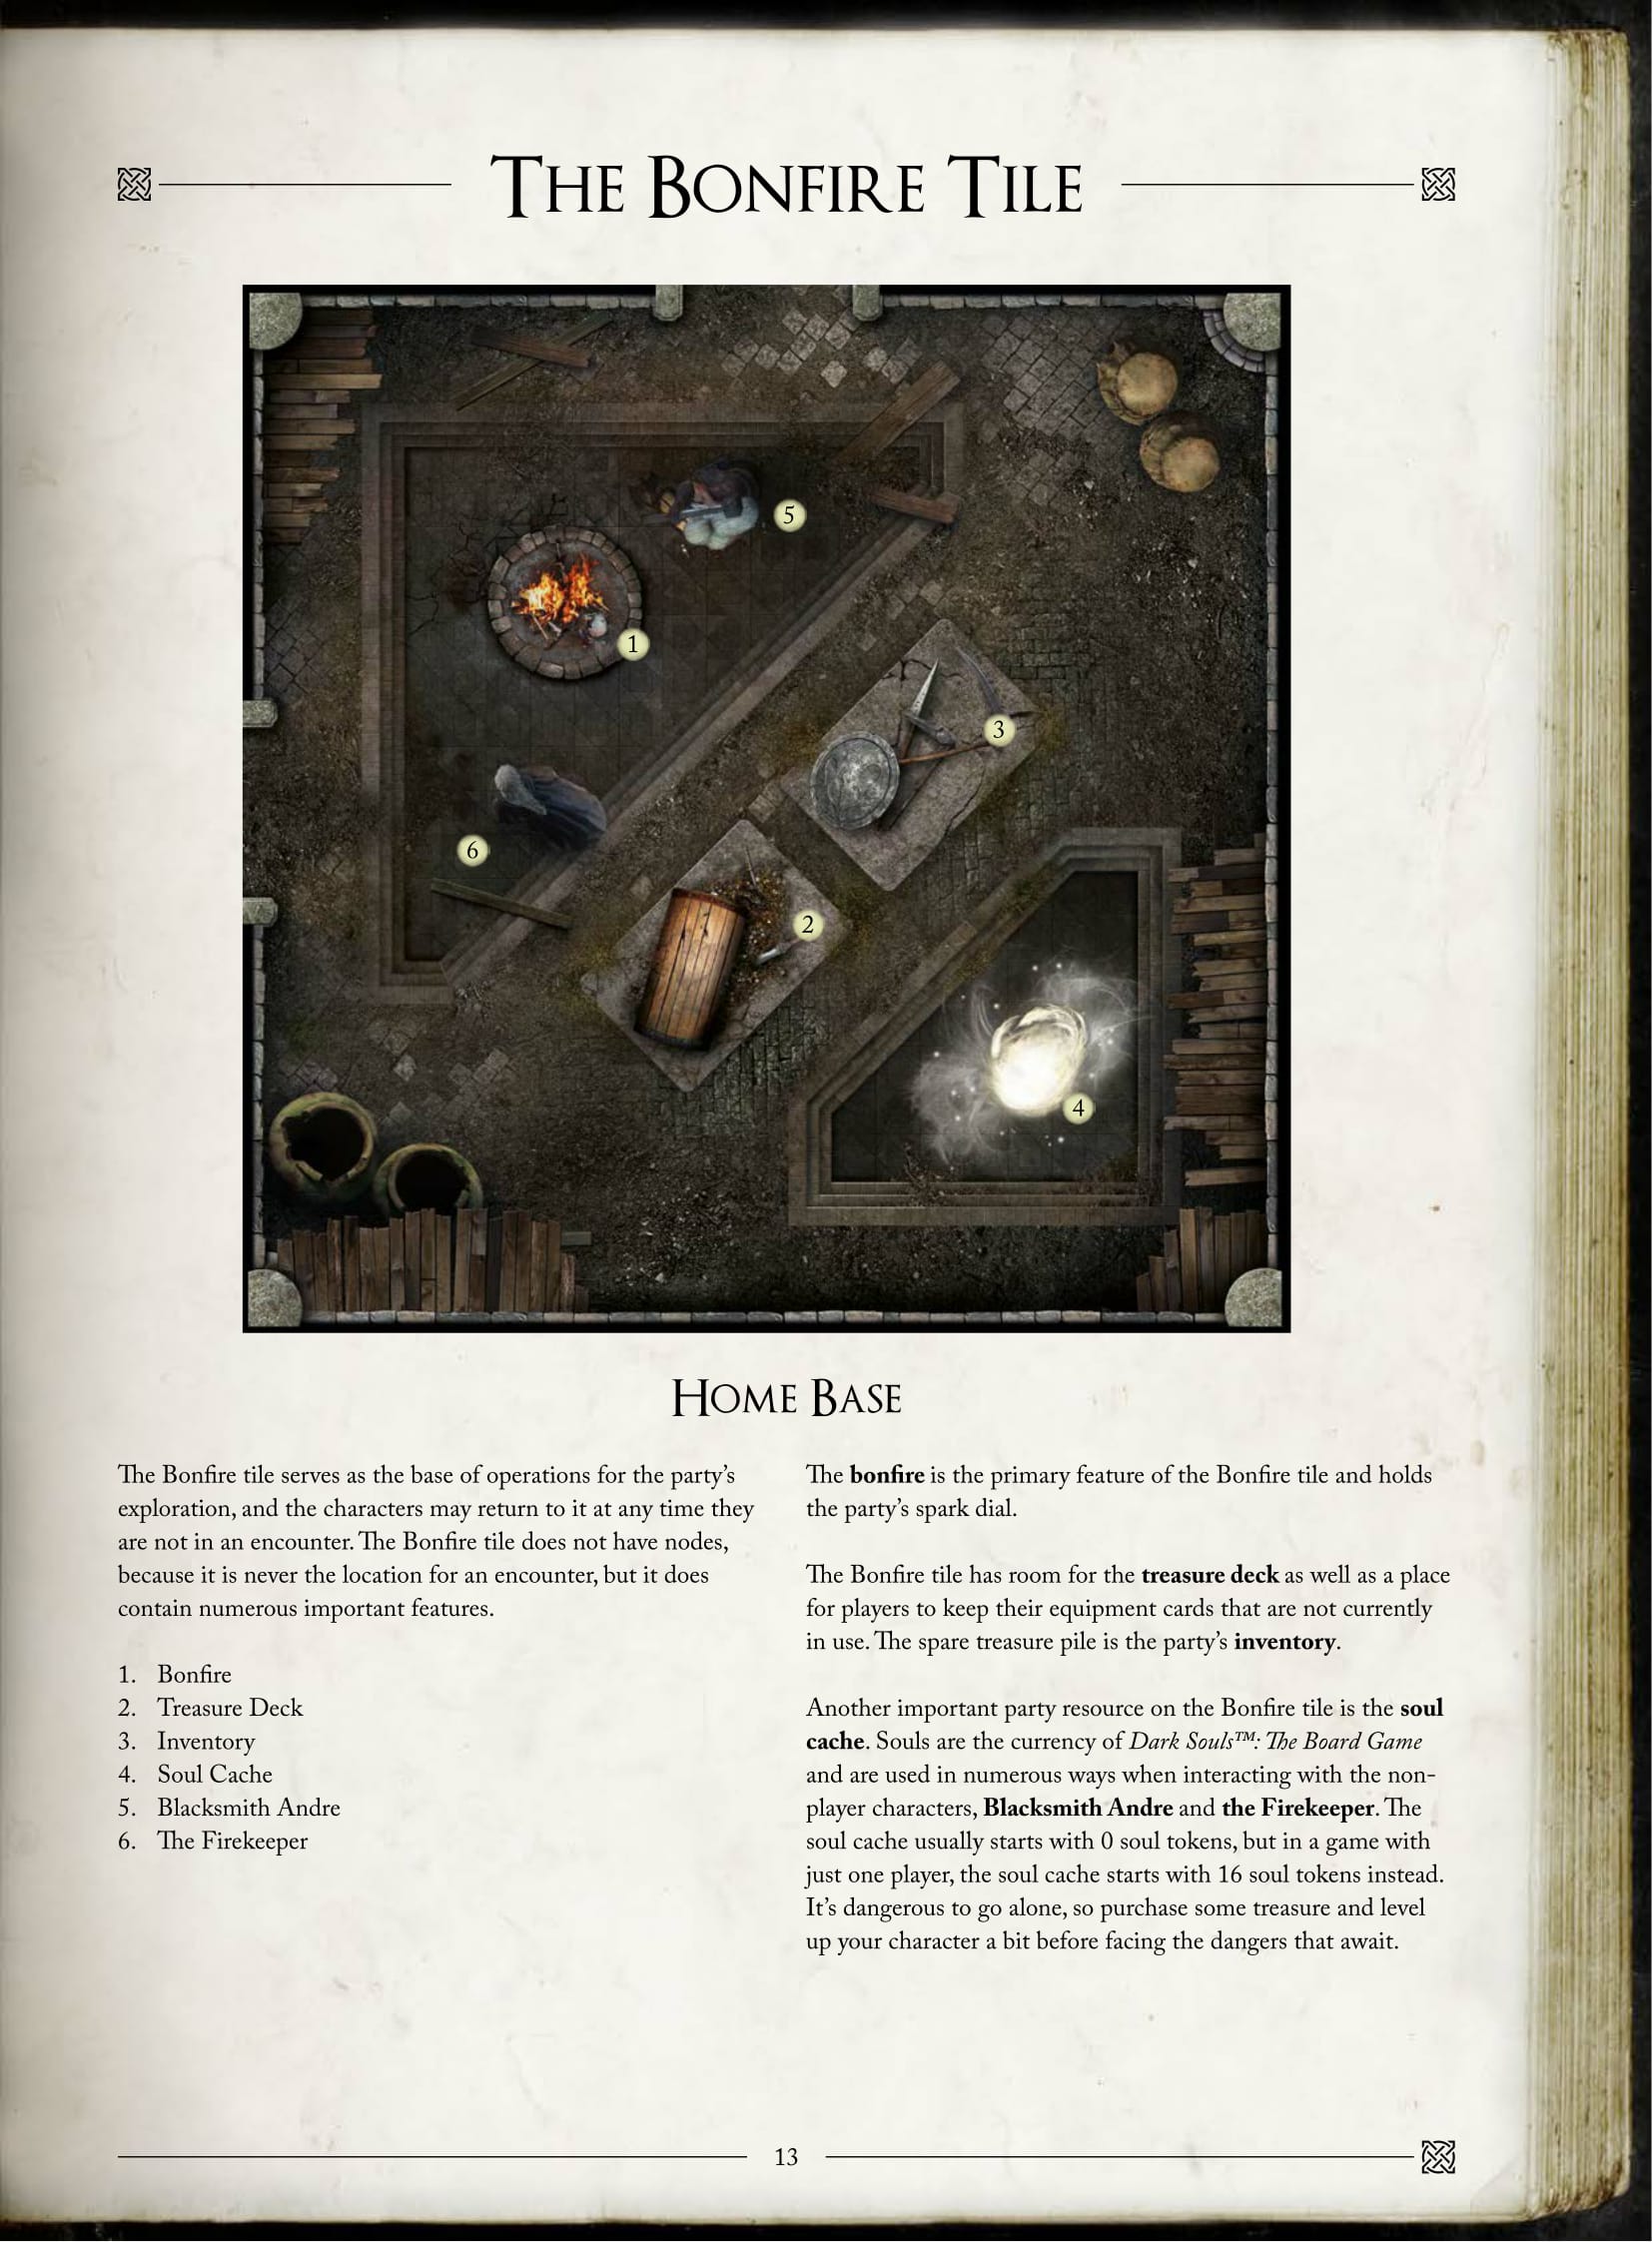 The Bonfire Tile
5
1
3
6
2
4
Home Base
The Bonfire tile serves as the base of operations for the party’s
exploration, and the characters may return to it at any time they
are not in an encounter. The Bonfire tile does not have nodes,
because it is never the location for an encounter, but it does
contain numerous important features.
1. Bonfire
2. Treasure Deck
3. Inventory
4. Soul Cache
5. Blacksmith Andre
6. The Firekeeper
The bonfire is the primary feature of the Bonfire tile and holds
the party’s spark dial.
The Bonfire tile has room for the treasure deck as well as a place
for players to keep their equipment cards that are not currently
in use. The spare treasure pile is the party’s inventory.
Another important party resource on the Bonfire tile is the soul
cache. Souls are the currency of Dark Souls™: The Board Game
and are used in numerous ways when interacting with the non-
player characters, Blacksmith Andre and the Firekeeper. The
soul cache usually starts with 0 soul tokens, but in a game with
just one player, the soul cache starts with 16 soul tokens instead.
It’s dangerous to go alone, so purchase some treasure and level
up your character a bit before facing the dangers that await.
13